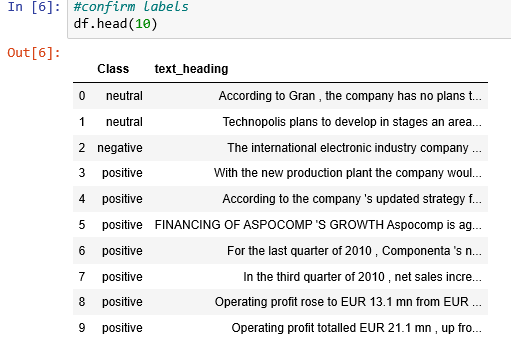 In [6]: #confirm labels
df.head(10)
Out[6]:
Class text_heading
0 neutral According to Gran , the company has no plans t...
1 neutral Technopolis plans to develop in stages an area...
2 negative The international electronic industry company ...
3 positive With the new production plant the company woul...
4 positive According to the company 's updated strategy f...
5 positive FINANCING OF ASPOCOMP 'S GROWTH Aspocomp is ag...
6 positive For the last quarter of 2010 , Componenta 's n...
7 positive In the third quarter of 2010 , net sales incre...
8 positive Operating profit rose to EUR 13.1 mn from EUR ...
9 positive Operating profit totalled EUR 21.1 mn , up fro...